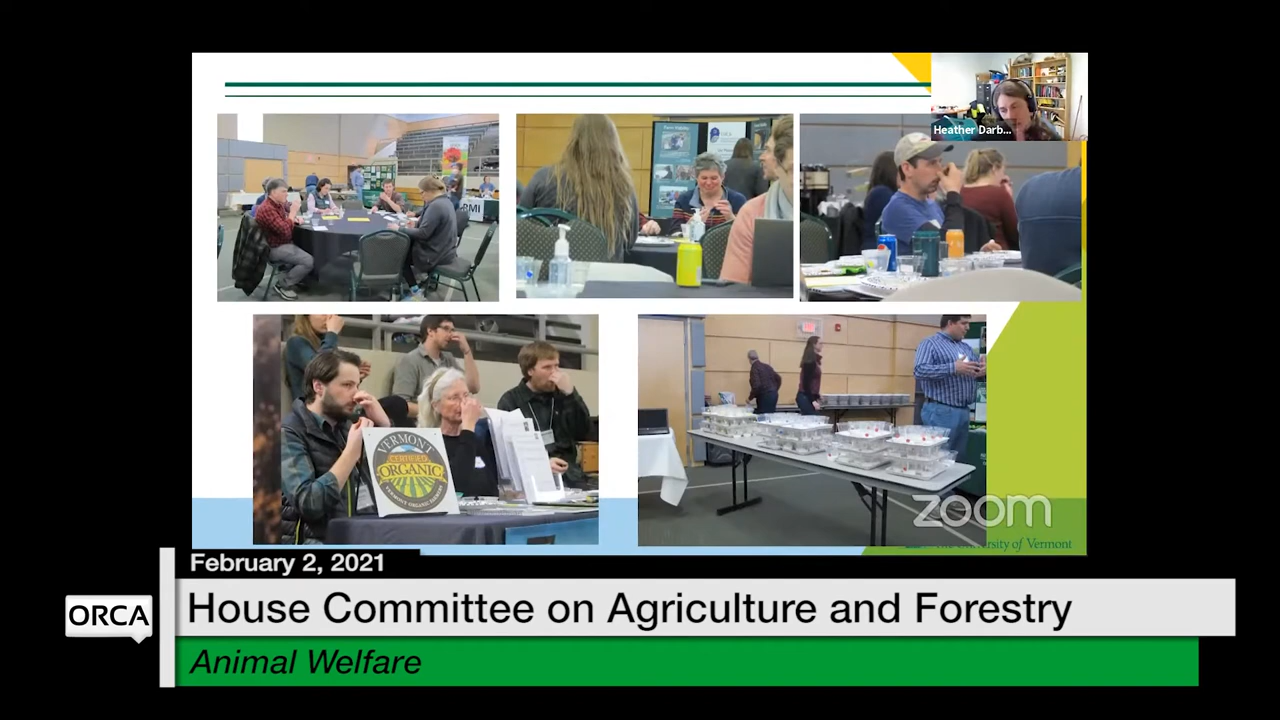 Heather Darb...
RMI
VERMONT
CERTIFIED
ORGANIC
zoom
University of Vermont
February 2, 2021
ORCA
House Committee on Agriculture and Forestry
Animal Welfare